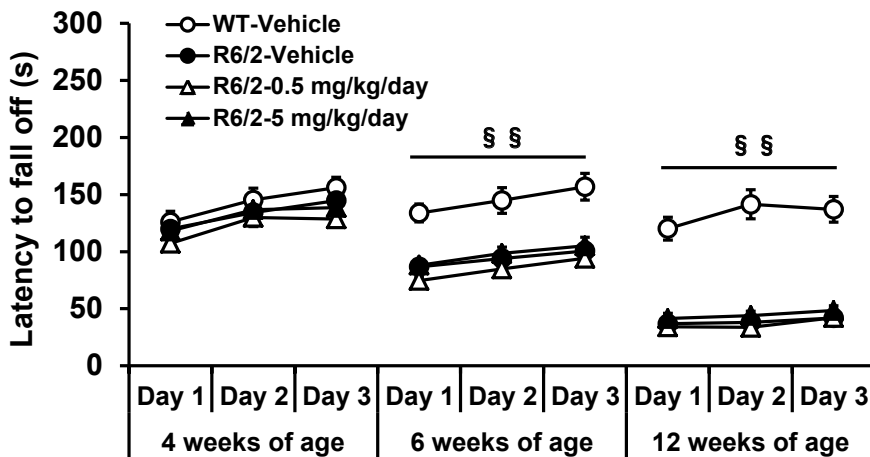 Latency to fall off (s)
300
250
200
150
100
50
0
WT-Vehicle
R6/2-Vehicle
R6/2-0.5 mg/kg/day
R6/2-5 mg/kg/day
§ §
§ §
Day 1 Day 2 Day 3 Day 1 Day 2 Day 3 Day 1 Day 2 Day 3
4 weeks of age 6 weeks of age 12 weeks of age